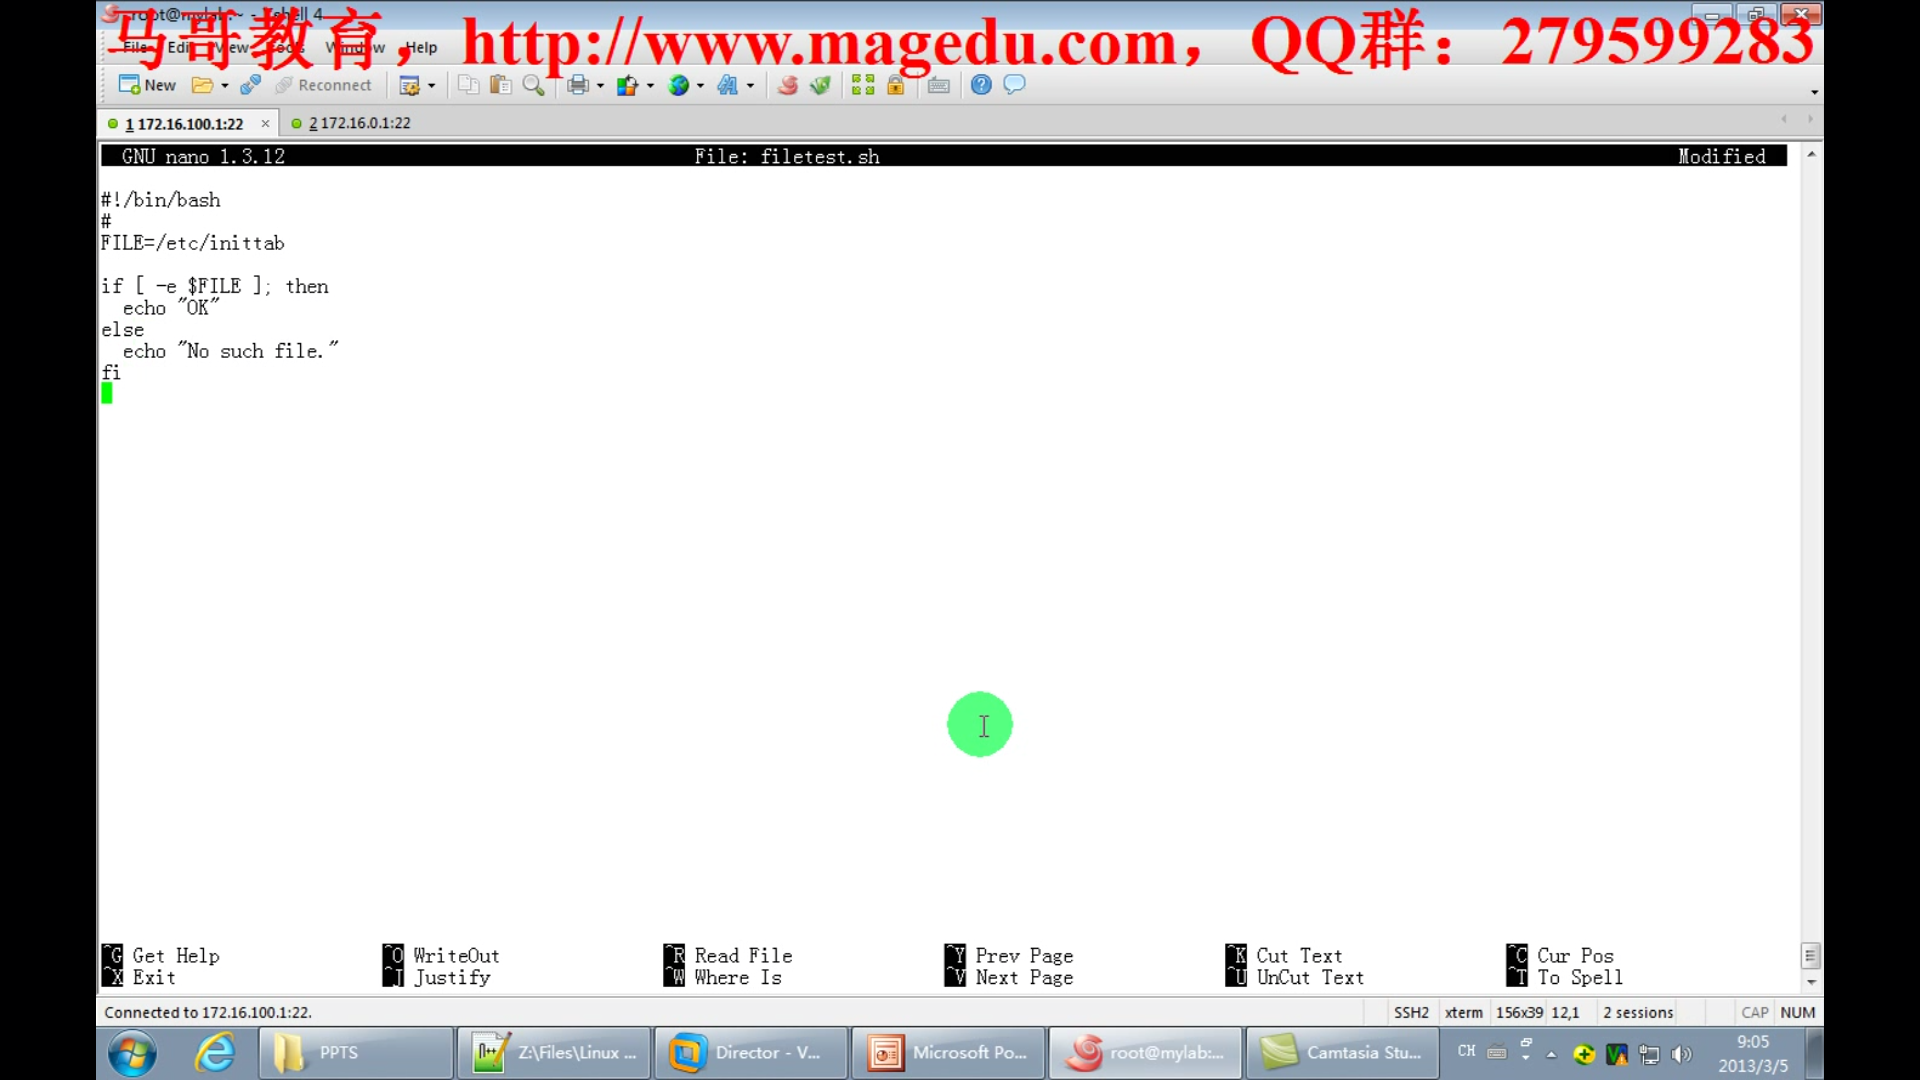 root@mylab:~ - Xshell 4
马哥教育，http://www.magedu.com，QQ群：279599283
File Edit View Tools Window Help
New Reconnect
1 172.16.100.1:22 × 2 172.16.0.1:22
GNU nano 1.3.12 File: filetest.sh Modified
#!/bin/bash
#
FILE=/etc/inittab
if [ -e $FILE ]; then
echo "OK"
else
echo "No such file."
fi
^G Get Help ^O WriteOut ^R Read File ^Y Prev Page ^K Cut Text ^C Cur Pos
^X Exit ^J Justify ^W Where Is ^V Next Page ^U UnCut Text ^T To Spell
Connected to 172.16.100.1:22. SSH2 xterm 156x39 12,1 2 sessions CAP NUM
PPTS Z:\Files\Linux ... Director - V... Microsoft Po... root@mylab:... Camtasia Stu... CH 9:05
2013/3/5